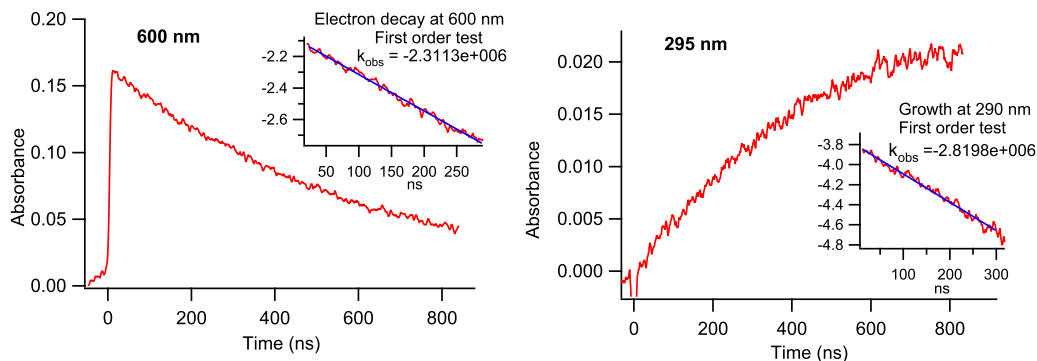 600 nm
Electron decay at 600 nm
First order test
kobs = -2.3113e+006
-2.2
-2.4
-2.6
50 100 150 200 250
ns
0.20
0.15
0.10
0.05
0.00
Absorbance
0 200 400 600 800
Time (ns)
295 nm
Growth at 290 nm
First order test
kobs =-2.8198e+006
-3.8
-4.0
-4.2
-4.4
-4.6
-4.8
100 200 300
ns
0.020
0.015
0.010
0.005
0.000
Absorbance
0 200 400 600 800
Time (ns)